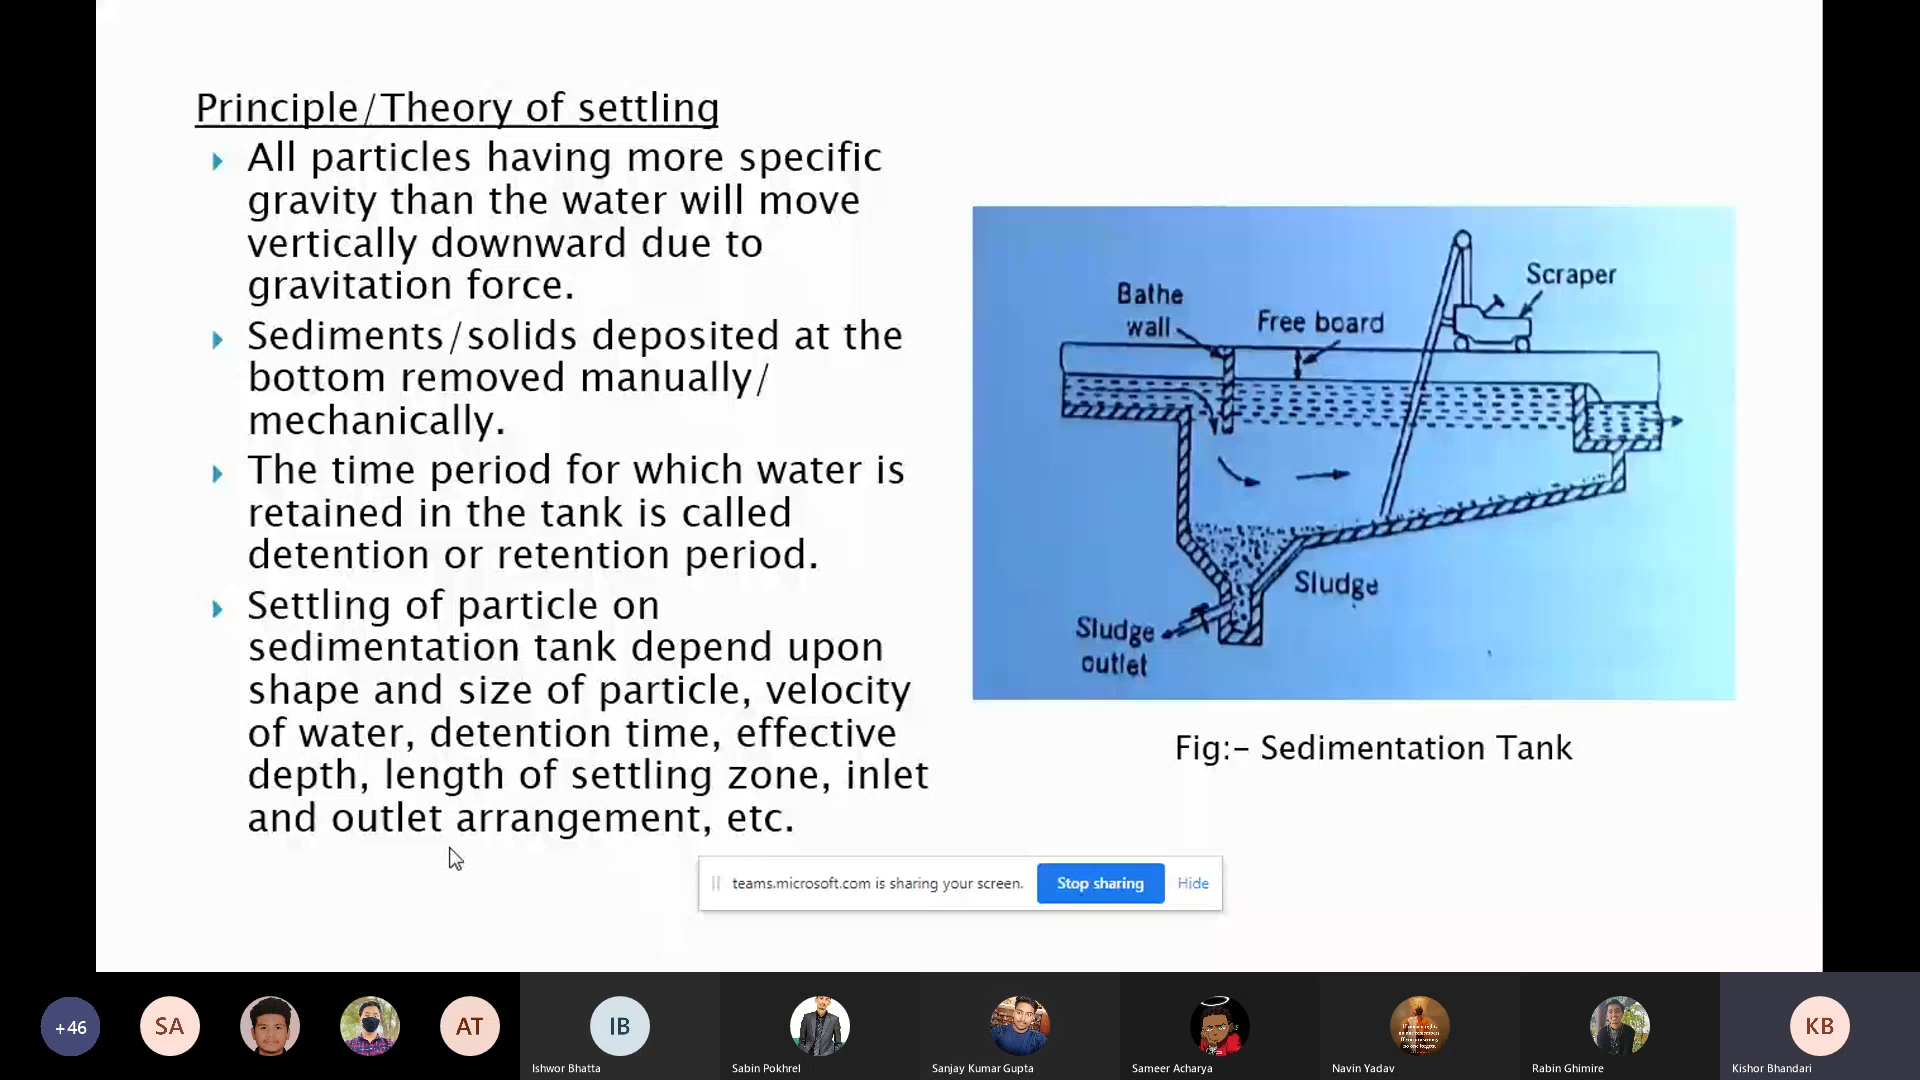 Principle/Theory of settling
All particles having more specific
gravity than the water will move
vertically downward due to
gravitation force.
Sediments/solids deposited at the
bottom removed manually/
mechanically.
The time period for which water is
retained in the tank is called
detention or retention period.
Settling of particle on
sedimentation tank depend upon
shape and size of particle, velocity
of water, detention time, effective
depth, length of settling zone, inlet
and outlet arrangement, etc.
Bathe
wall
Free board
Scraper
Sludge
Sludge
outlet
Fig:- Sedimentation Tank
teams.microsoft.com is sharing your screen.
Stop sharing
Hide
+46
SA
AT
IB
KB
Ishwor Bhatta
Sabin Pokhrel
Sanjay Kumar Gupta
Sameer Acharya
Navin Yadav
Rabin Ghimire
Kishor Bhandari